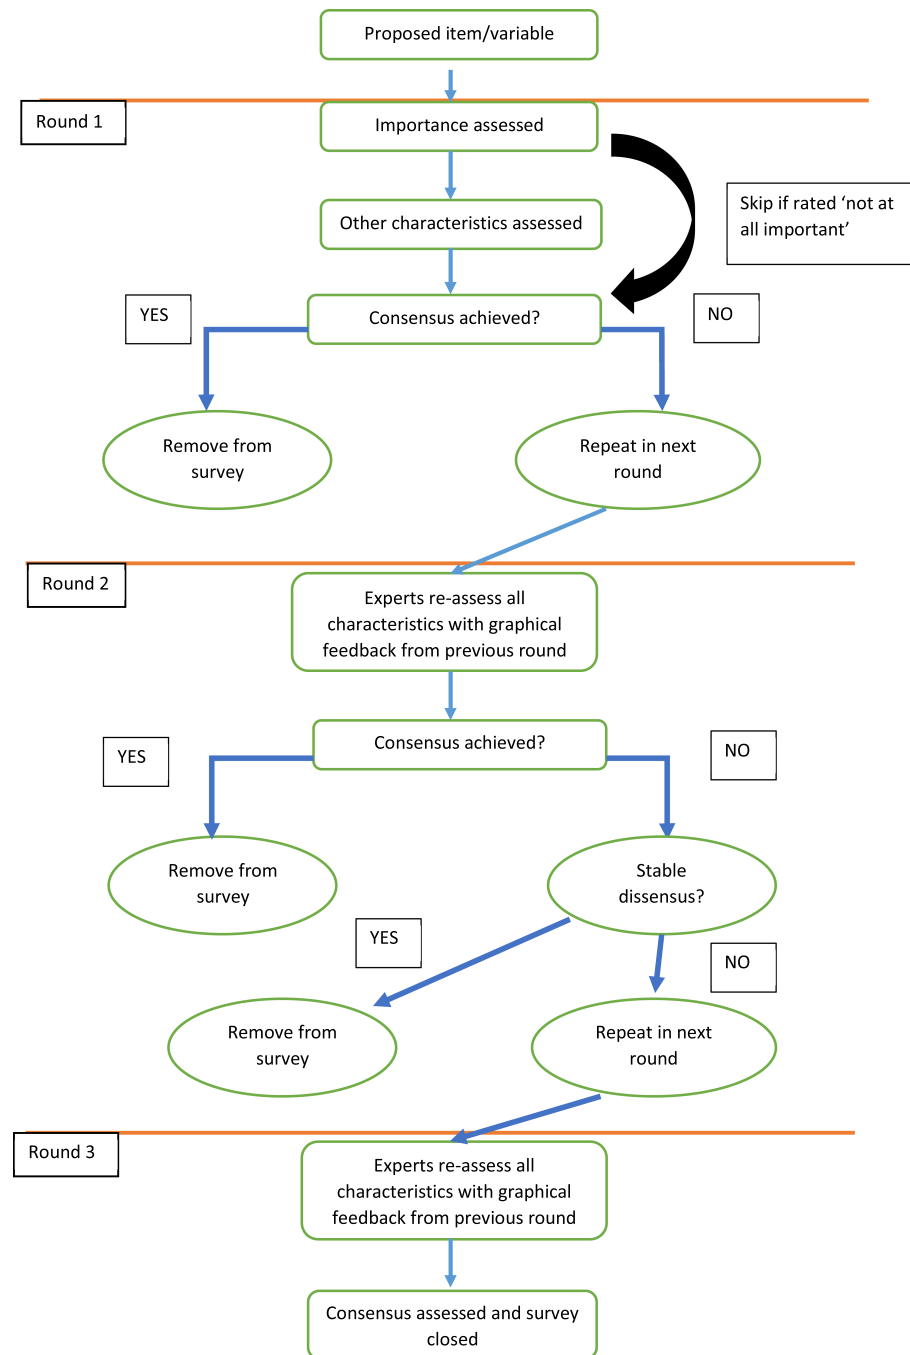 Proposed item/variable
Round 1
Importance assessed
Skip if rated ‘not at
all important’
Other characteristics assessed
YES
Consensus achieved?
NO
Remove from
survey
Repeat in next
round
Round 2
Experts re-assess all
characteristics with graphical
feedback from previous round
YES
Consensus achieved?
NO
Remove from
survey
Stable
dissensus?
YES
NO
Remove from
survey
Repeat in next
round
Round 3
Experts re-assess all
characteristics with graphical
feedback from previous round
Consensus assessed and survey
closed